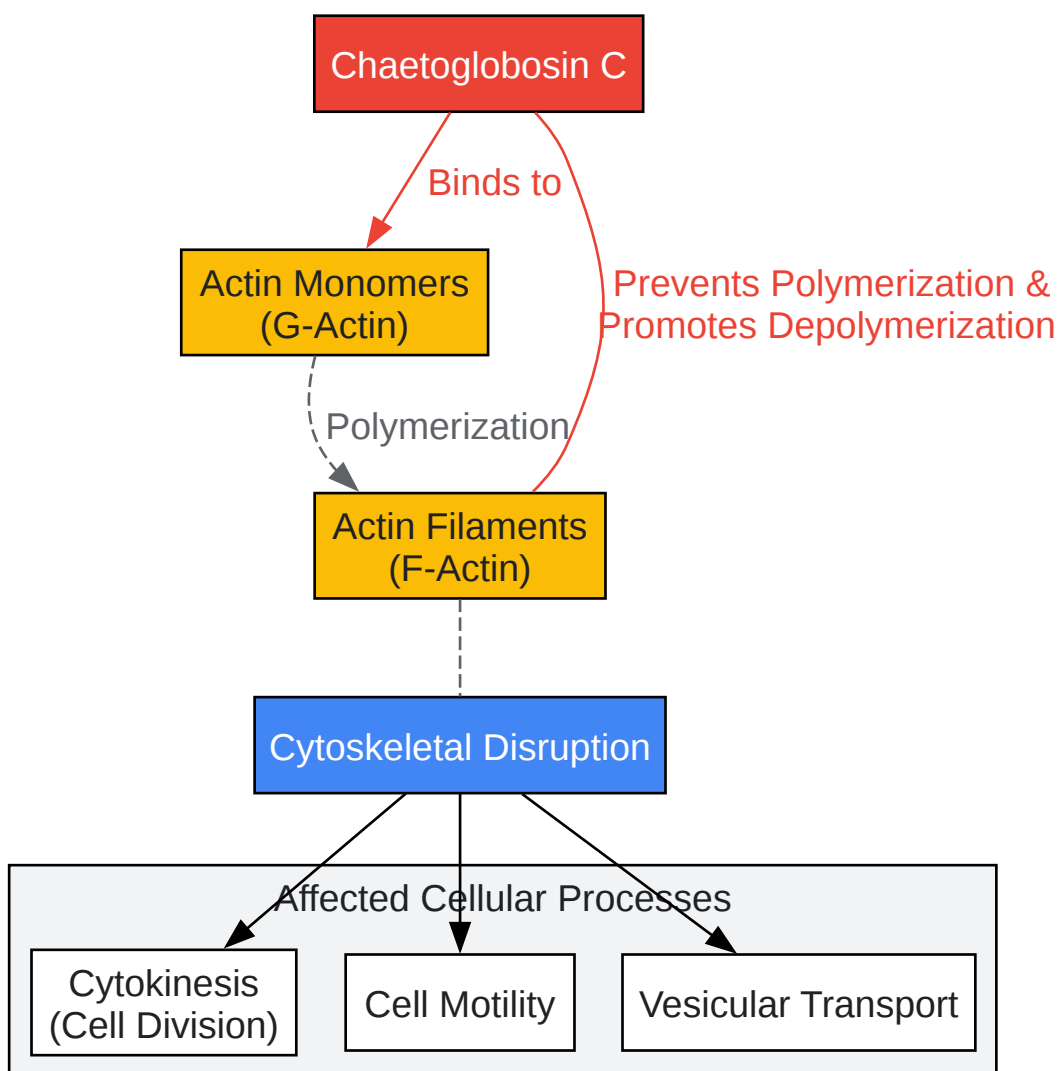 Chaetoglobosin C
Binds to
Actin Monomers
(G-Actin)
Prevents Polymerization &
Promotes Depolymerization
Polymerization
Actin Filaments
(F-Actin)
Cytoskeletal Disruption
Affected Cellular Processes
Cytokinesis
(Cell Division)
Cell Motility
Vesicular Transport